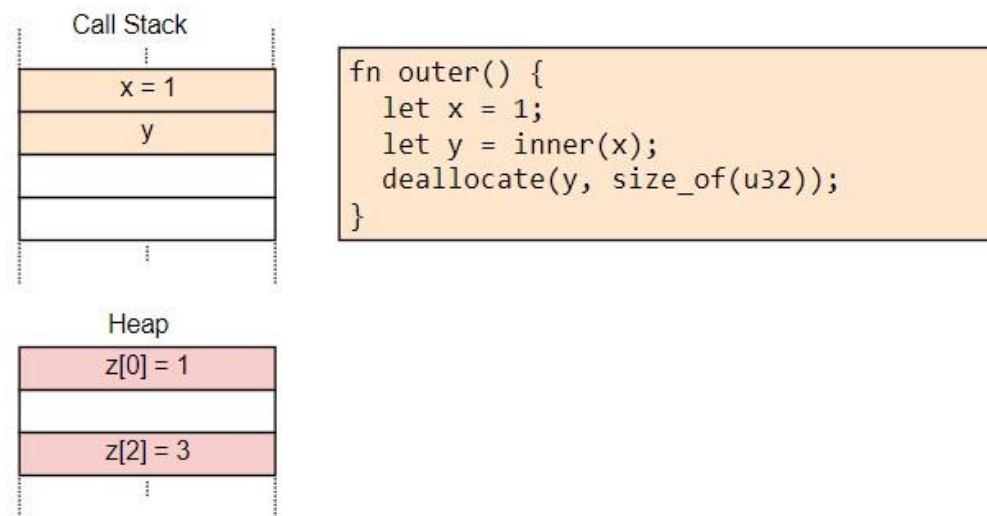 Call Stack
x = 1
y
fn outer() {
  let x = 1;
  let y = inner(x);
  deallocate(y, size_of(u32));
}
Heap
z[0] = 1
z[2] = 3